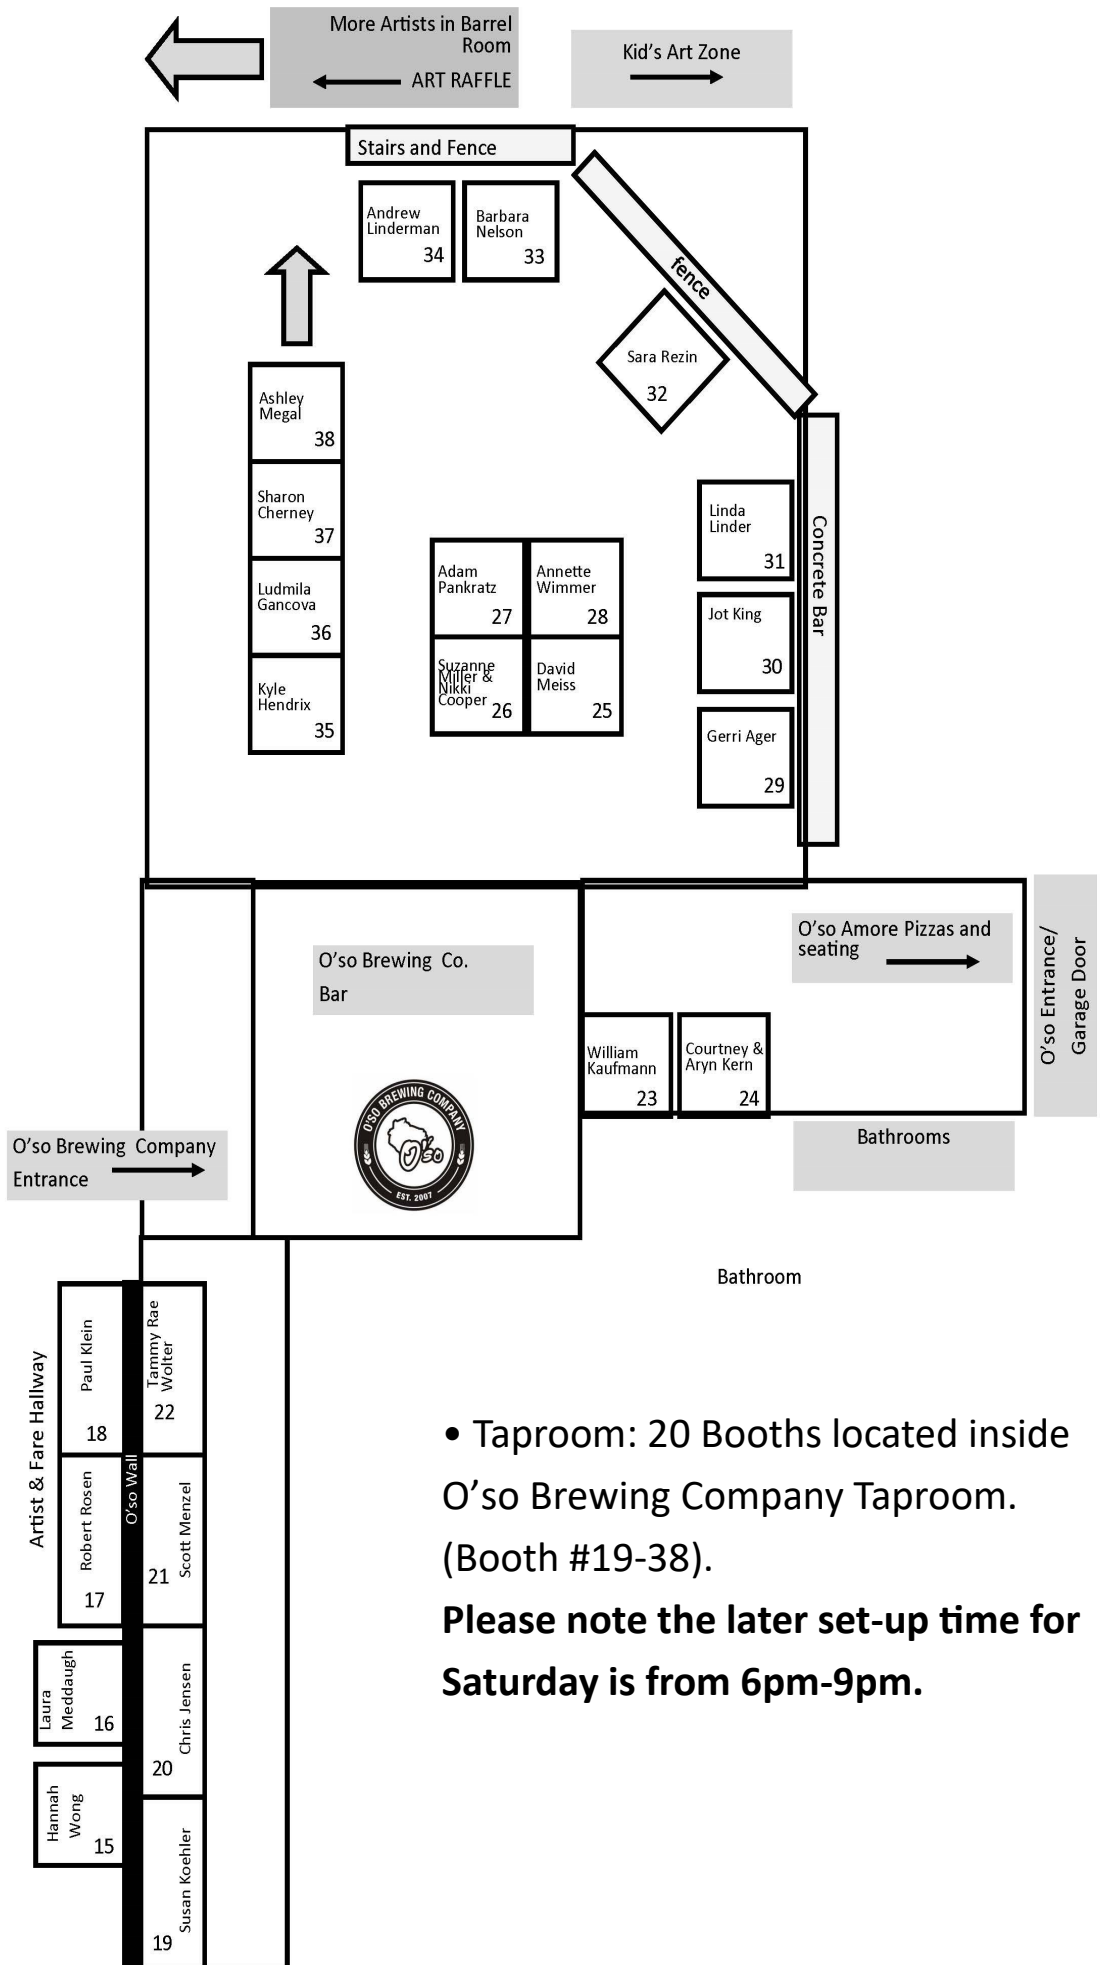 More Artists in Barrel
Room
ART RAFFLE
Kid's Art Zone
Stairs and Fence
Andrew
Linderman
34
Barbara
Nelson
33
fence
Sara Rezin
32
Ashley
Megal
38
Sharon
Cherney
37
Ludmila
Gancova
36
Kyle
Hendrix
35
Adam
Pankratz
27
Annette
Wimmer
28
Suzanne
Miller &
Nikki
Cooper
26
David
Meiss
25
Linda
Linder
31
Jot King
30
Gerri Ager
29
Concrete Bar
O'so Brewing Co.
Bar
O'SO BREWING COMPANY
O'so
EST. 2007
O'so Amore Pizzas and
seating
O'so Entrance/
Garage Door
William
Kaufmann
23
Courtney &
Aryn Kern
24
Bathrooms
O'so Brewing Company
Entrance
Bathroom
Artist & Fare Hallway
Paul Klein
18
Robert Rosen
17
Laura
Meddaugh
16
Hannah
Wong
15
O'so Wall
Tammy Rae
Wolter
22
Scott Menzel
21
Chris Jensen
20
Susan Koehler
19
• Taproom: 20 Booths located inside
O'so Brewing Company Taproom.
(Booth #19-38).
Please note the later set-up time for
Saturday is from 6pm-9pm.